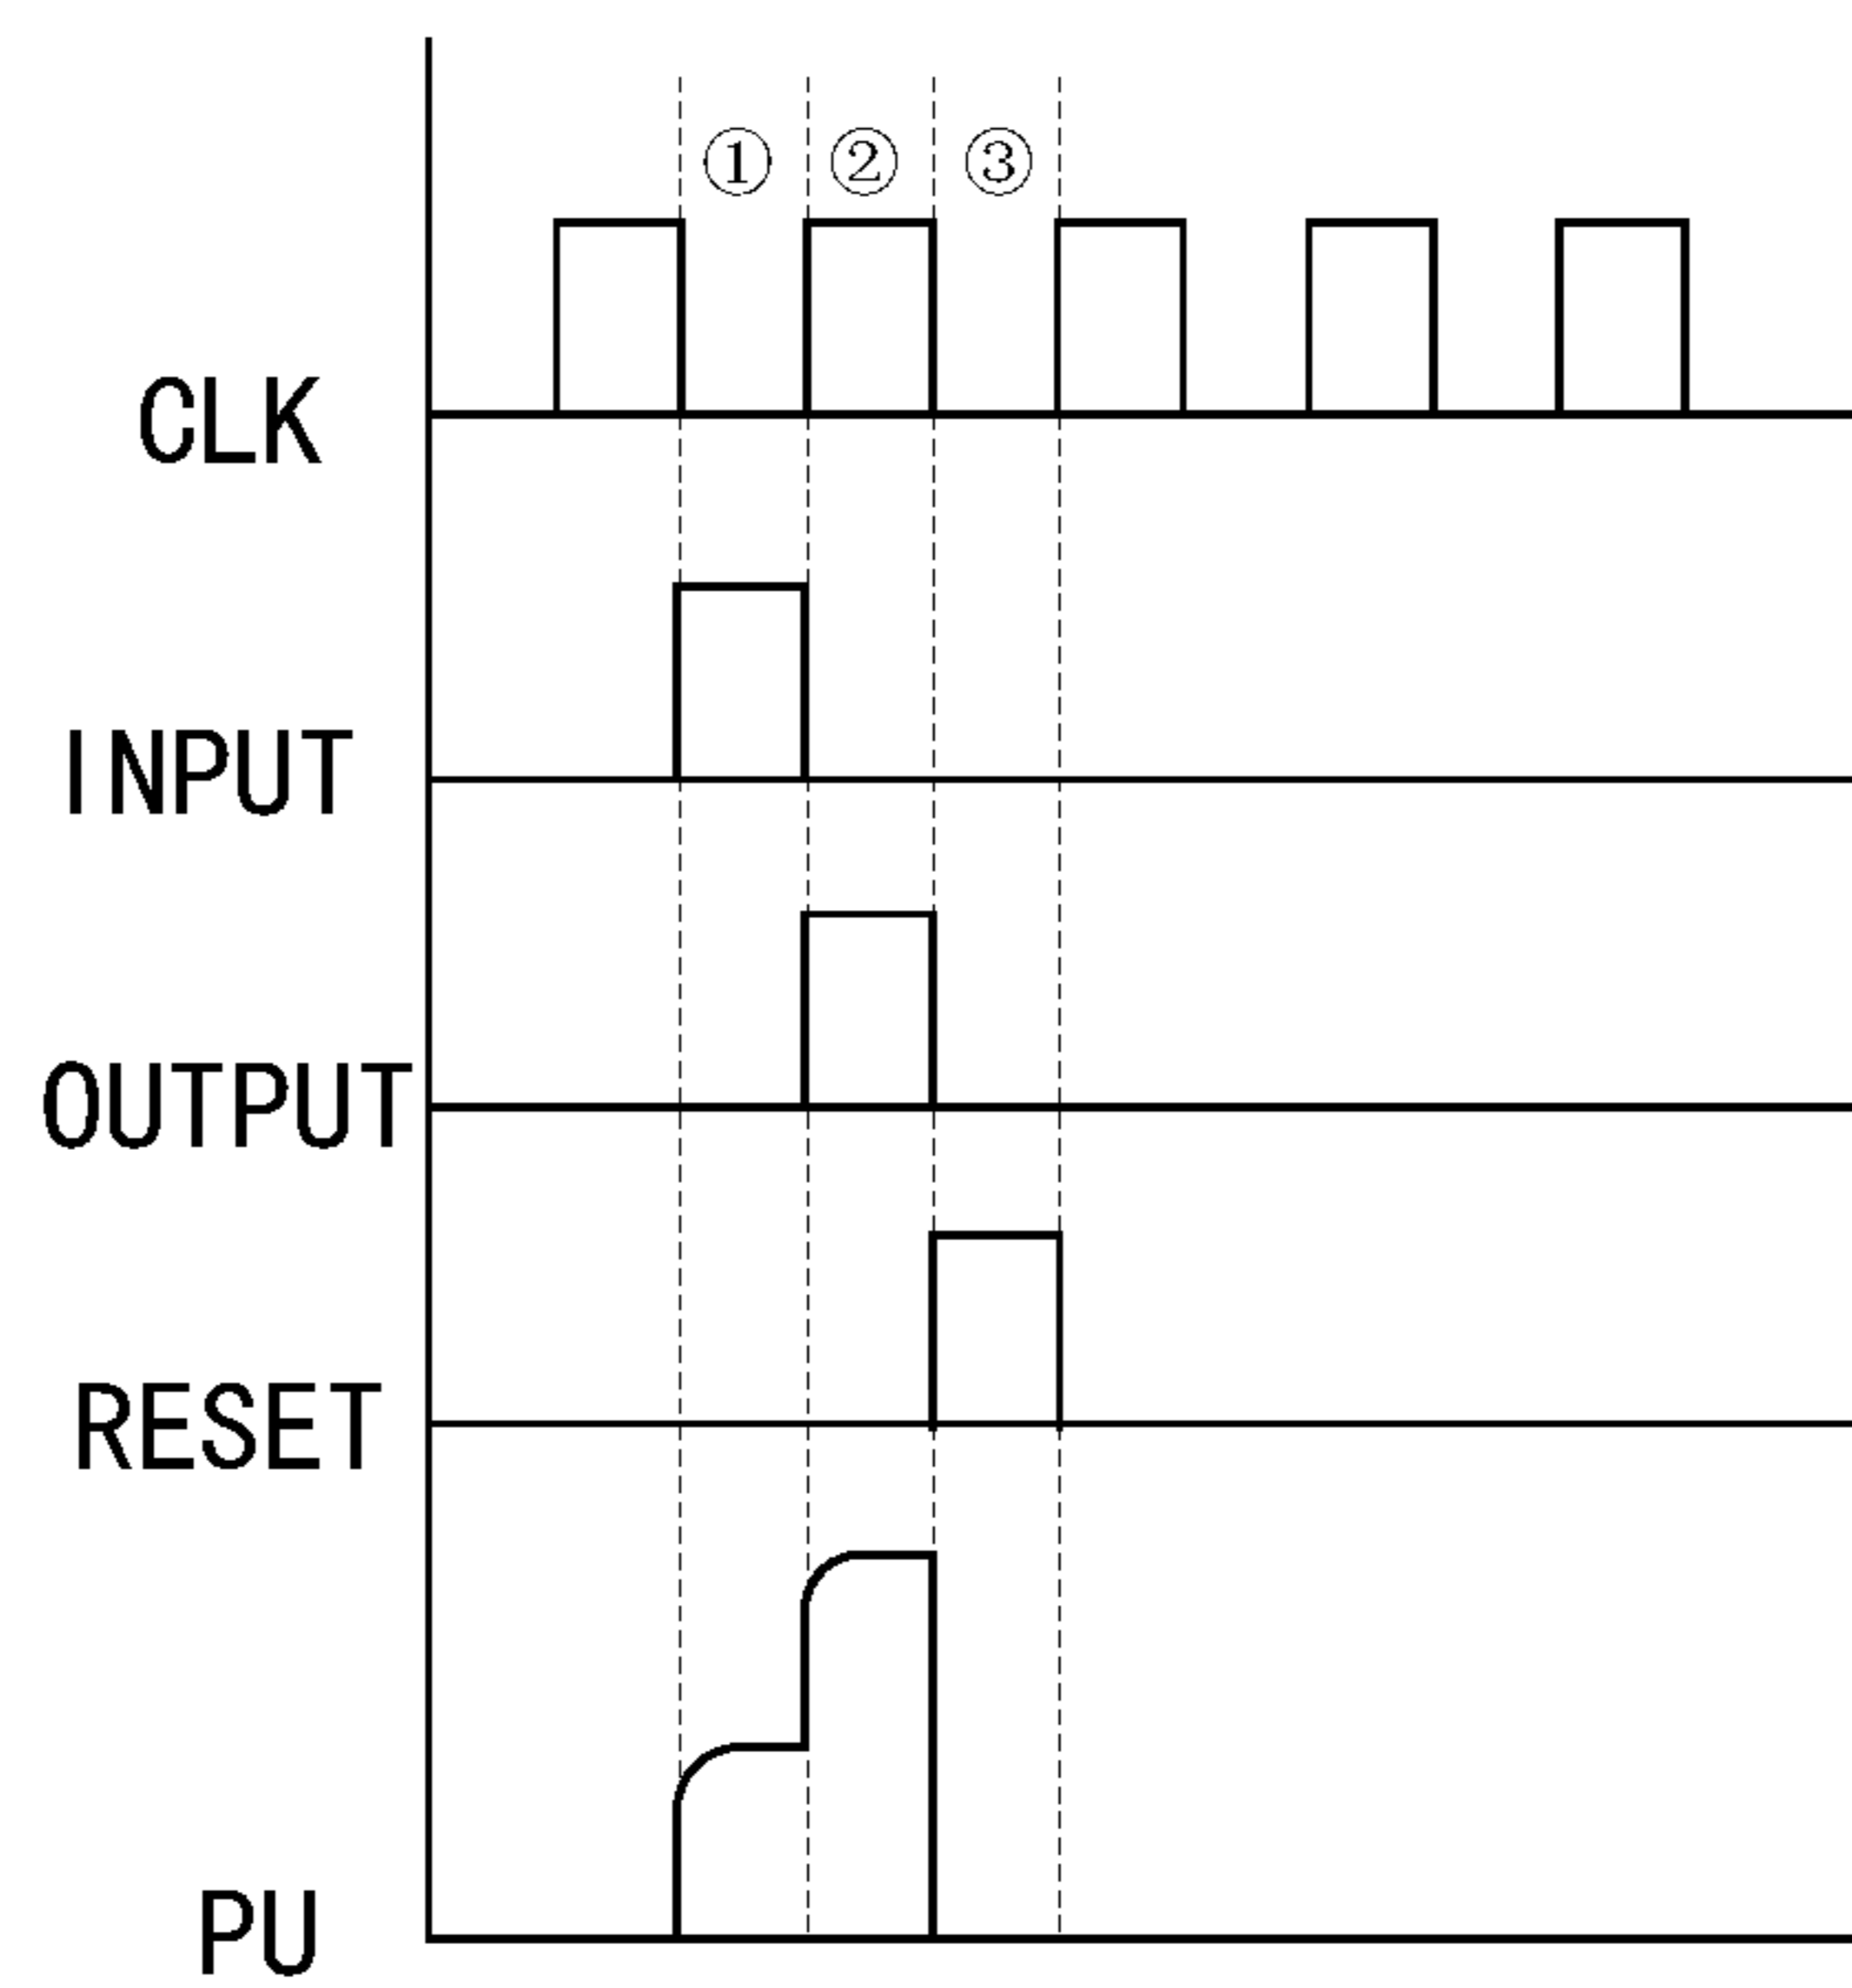 ① ② ③
CLK
INPUT
OUTPUT
RESET
PU